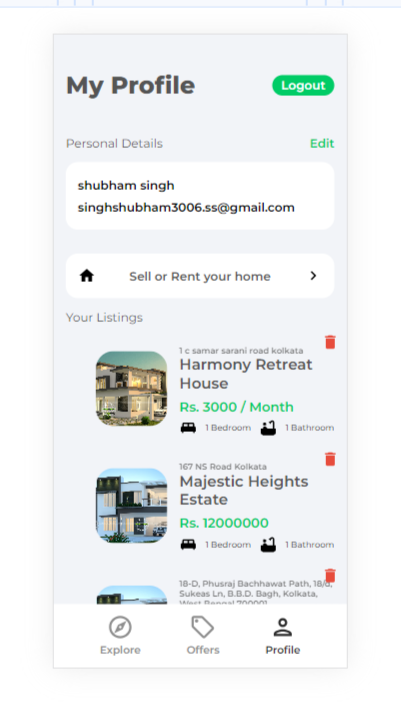 My Profile
Logout
Personal Details
Edit
shubham singh
singhshubham3006.ss@gmail.com
Sell or Rent your home
Your Listings
1 c samar sarani road kolkata
Harmony Retreat
House
Rs. 3000 / Month
1 Bedroom 1 Bathroom
167 NS Road Kolkata
Majestic Heights
Estate
Rs. 12000000
1 Bedroom 1 Bathroom
18-D, Phusraj Bachhawat Path, 18/d,
Sukeas Ln, B.B.D. Bagh, Kolkata,
West Bengal 700001
Explore Offers Profile